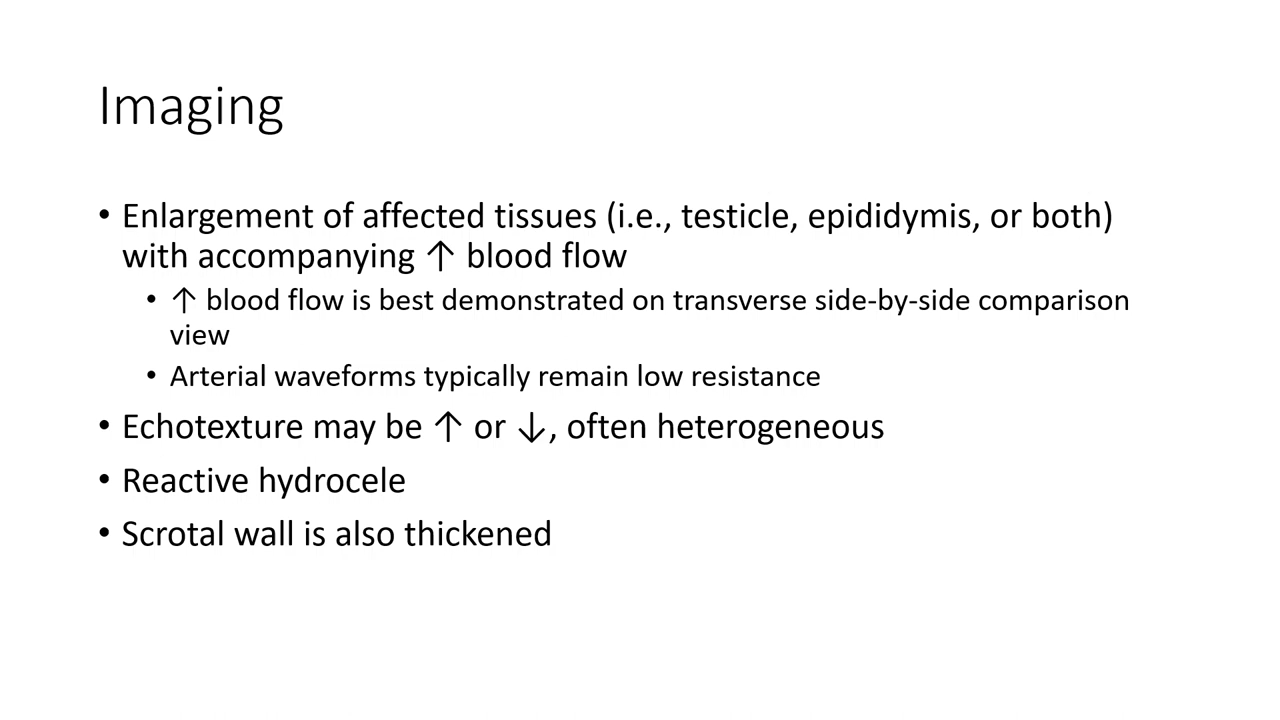 Imaging
• Enlargement of affected tissues (i.e., testicle, epididymis, or both)
with accompanying ↑ blood flow
• ↑ blood flow is best demonstrated on transverse side-by-side comparison
view
• Arterial waveforms typically remain low resistance
• Echotexture may be ↑ or ↓, often heterogeneous
• Reactive hydrocele
• Scrotal wall is also thickened